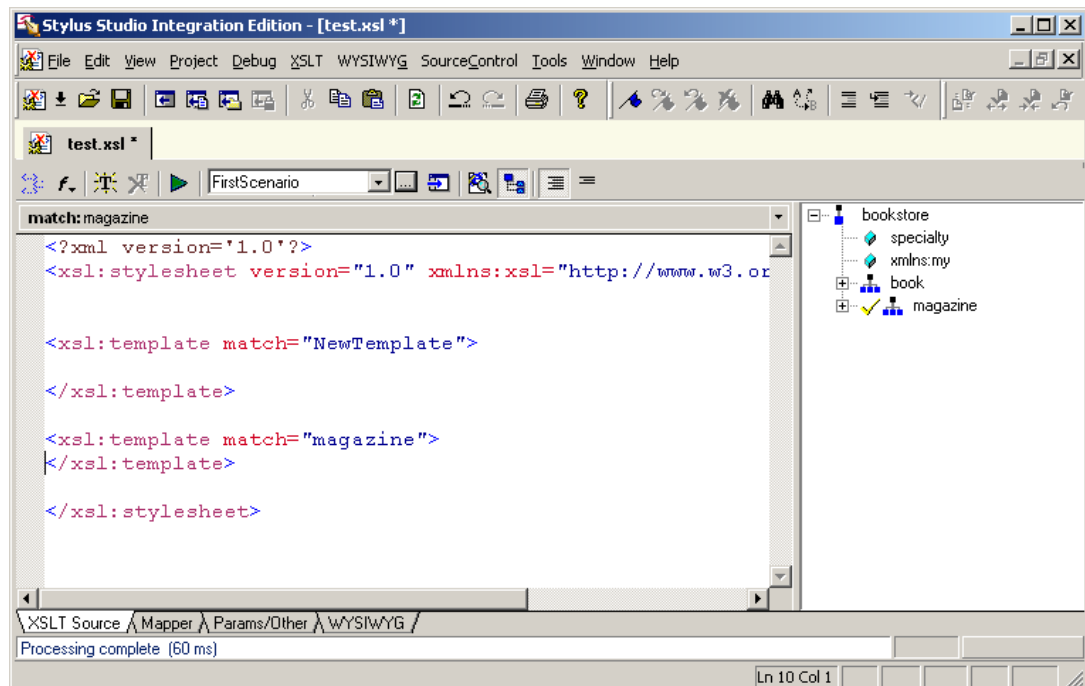 Stylus Studio Integration Edition - [test.xsl *]
File Edit View Project Debug XSLT WYSIWYG SourceControl Tools Window Help
test.xsl *
FirstScenario
match: magazine
<?xml version='1.0'?>
<xsl:stylesheet version="1.0" xmlns:xsl="http://www.w3.or
<xsl:template match="NewTemplate">
</xsl:template>
<xsl:template match="magazine">
</xsl:template>
</xsl:stylesheet>
bookstore
specialty
xmlns:my
book
magazine
XSLT Source Mapper Params/Other WYSIWYG
Processing complete (60 ms)
Ln 10 Col 1